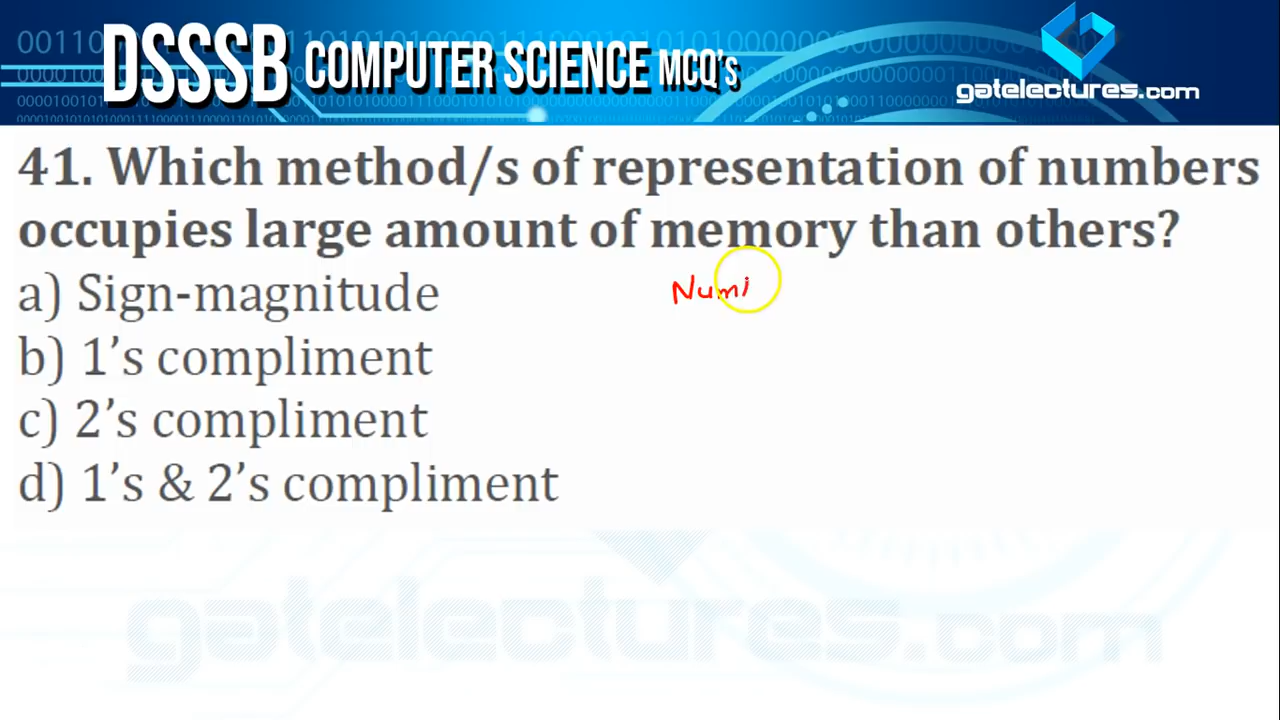 DSSSB COMPUTER SCIENCE MCQ's
gatelectures.com
41. Which method/s of representation of numbers
occupies large amount of memory than others?
a) Sign-magnitude
Numi
b) 1's compliment
c) 2's compliment
d) 1's & 2's compliment
gatelectures.com